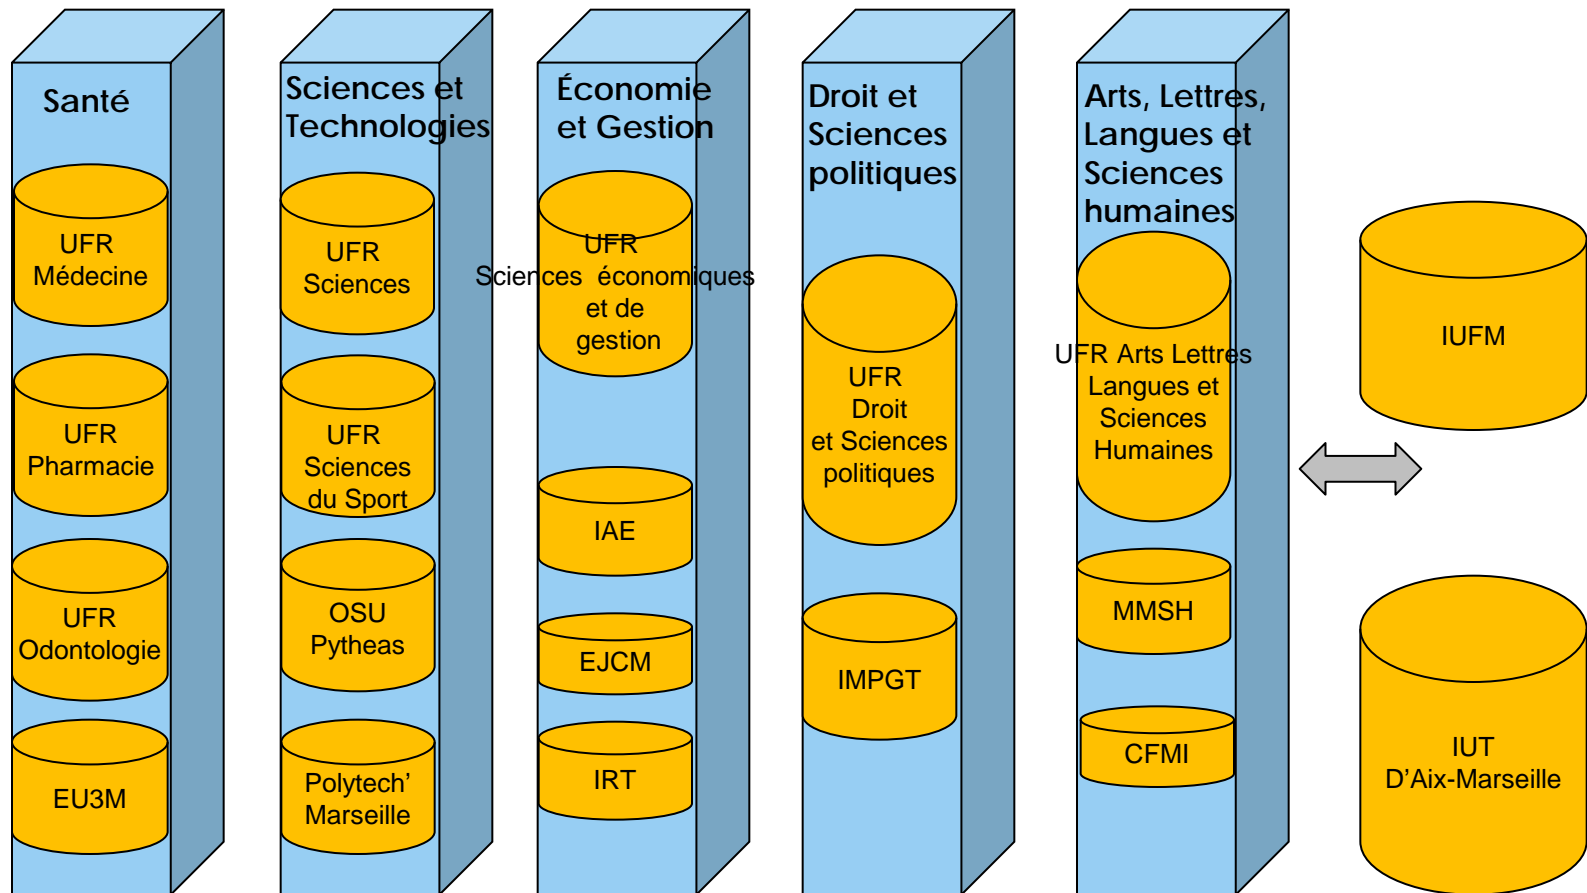 Santé
UFR
Médecine
UFR
Pharmacie
UFR
Odontologie
EU3M
Sciences et
Technologies
UFR
Sciences
UFR
Sciences
du Sport
OSU
Pytheas
Polytech’
Marseille
Économie
et Gestion
UFR
Sciences économiques
et de
gestion
IAE
EJCM
IRT
Droit et
Sciences
politiques
UFR
Droit
et Sciences
politiques
IMPGT
Arts, Lettres,
Langues et
Sciences
humaines
UFR Arts Lettres
Langues et
Sciences
Humaines
MMSH
CFMI
IUFM
IUT
D’Aix-Marseille